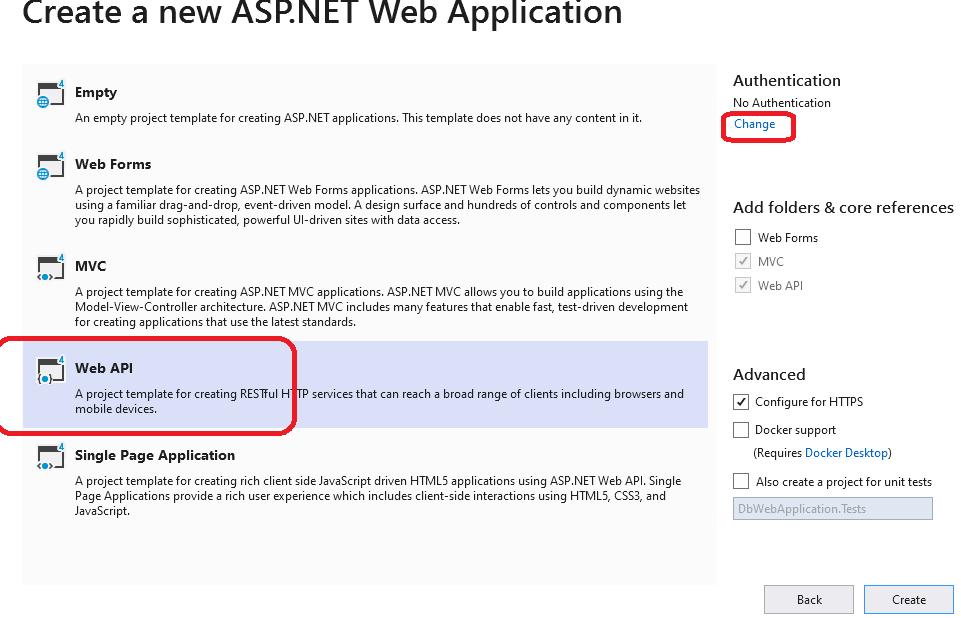 Create a new ASP.NET Web Application
Empty
An empty project template for creating ASP.NET applications. This template does not have any content in it.
Web Forms
A project template for creating ASP.NET Web Forms applications. ASP.NET Web Forms lets you build dynamic websites
using a familiar drag-and-drop, event-driven model. A design surface and hundreds of controls and components let
you rapidly build sophisticated, powerful UI-driven sites with data access.
MVC
A project template for creating ASP.NET MVC applications. ASP.NET MVC allows you to build applications using the
Model-View-Controller architecture. ASP.NET MVC includes many features that enable fast, test-driven development
for creating applications that use the latest standards.
Web API
A project template for creating RESTful HTTP services that can reach a broad range of clients including browsers and
mobile devices.
Single Page Application
A project template for creating rich client side JavaScript driven HTML5 applications using ASP.NET Web API. Single
Page Applications provide a rich user experience which includes client-side interactions using HTML5, CSS3, and
JavaScript.
Authentication
No Authentication
Change
Add folders & core references
Web Forms
MVC
Web API
Advanced
Configure for HTTPS
Docker support
(Requires Docker Desktop)
Also create a project for unit tests
DbWebApplication.Tests
Back
Create